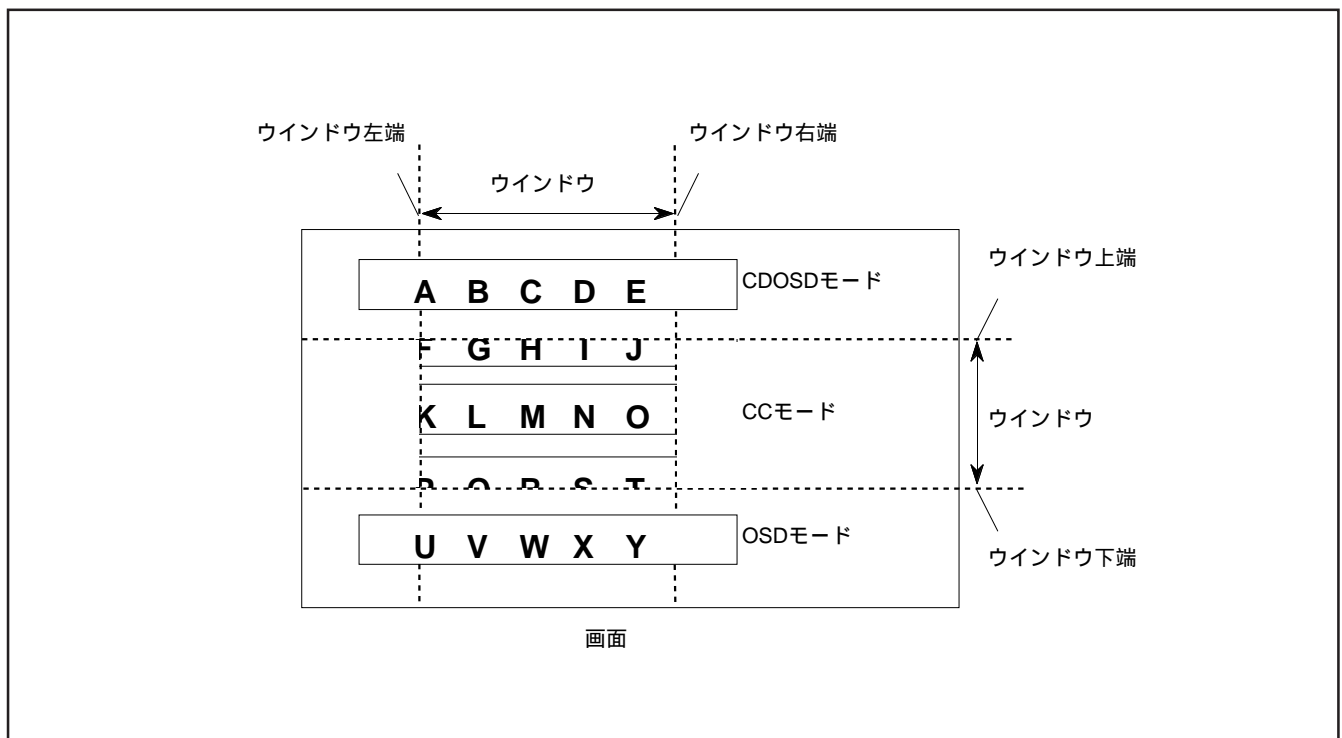 ウインドウ左端
ウインドウ右端
ウインドウ
ウインドウ上端
A B C D E
CDOSDモード
F G H I J
K L M N O
CCモード
ウインドウ
P Q R S T
U V W X Y
OSDモード
ウインドウ下端
画面